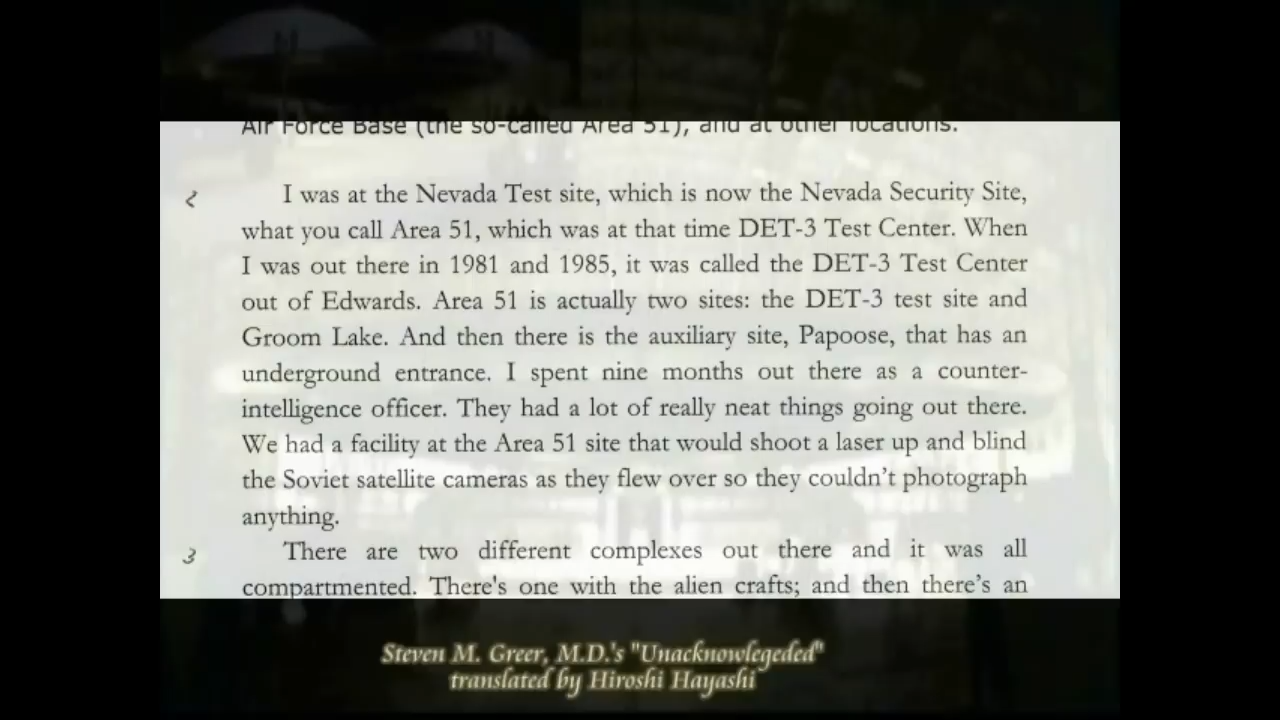 Air Force Base (the so-called Area 51), and at other locations.
2 I was at the Nevada Test site, which is now the Nevada Security Site,
what you call Area 51, which was at that time DET-3 Test Center. When
I was out there in 1981 and 1985, it was called the DET-3 Test Center
out of Edwards. Area 51 is actually two sites: the DET-3 test site and
Groom Lake. And then there is the auxiliary site, Papoose, that has an
underground entrance. I spent nine months out there as a counter-
intelligence officer. They had a lot of really neat things going out there.
We had a facility at the Area 51 site that would shoot a laser up and blind
the Soviet satellite cameras as they flew over so they couldn’t photograph
anything.
3 There are two different complexes out there and it was all
compartmented. There's one with the alien crafts; and then there’s an
Steven M. Greer, M.D.'s "Unacknowlegeded"
translated by Hiroshi Hayashi